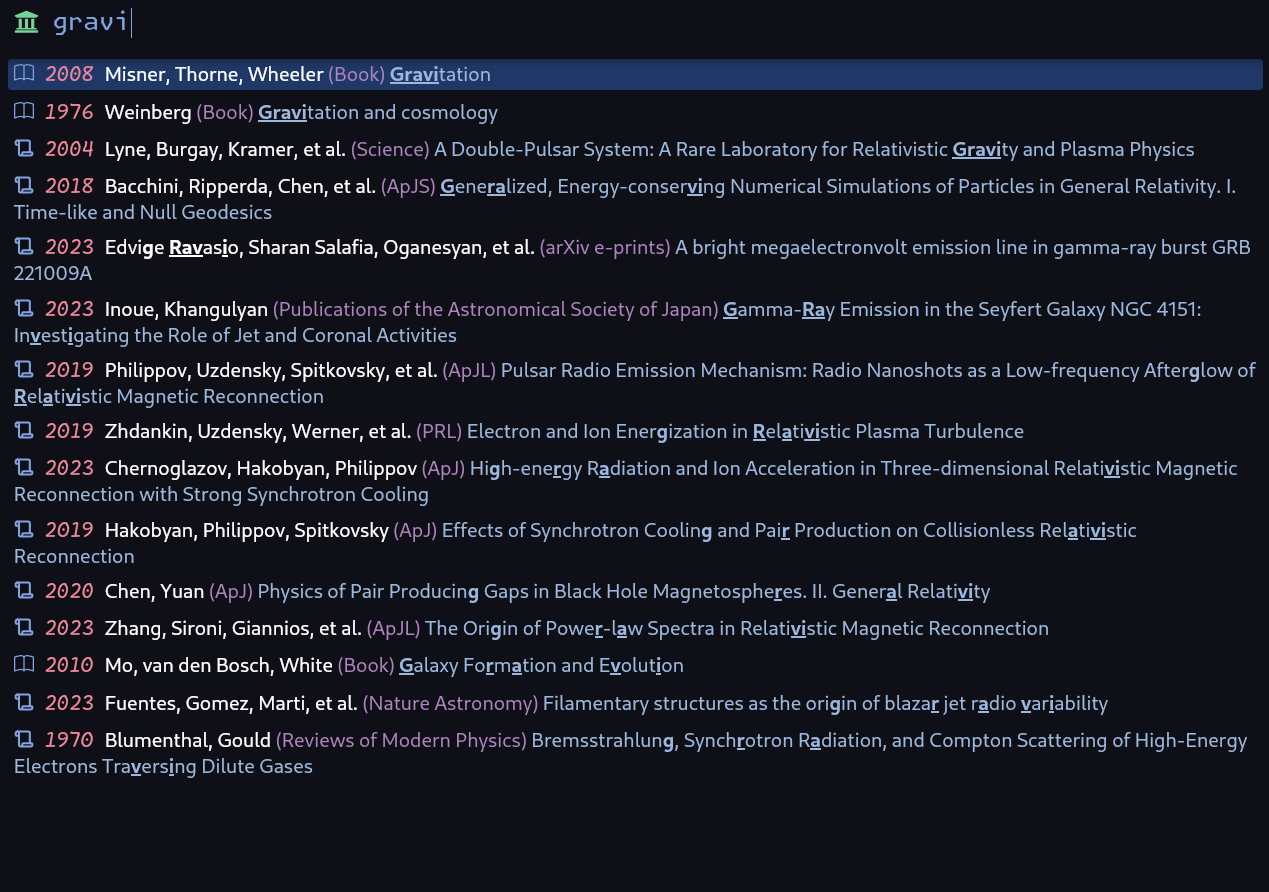 gravi
2008 Misner, Thorne, Wheeler (Book) Gravitation
1976 Weinberg (Book) Gravitation and cosmology
2004 Lyne, Burgay, Kramer, et al. (Science) A Double-Pulsar System: A Rare Laboratory for Relativistic Gravity and Plasma Physics
2018 Bacchini, Ripperda, Chen, et al. (ApJS) Generalized, Energy-conserving Numerical Simulations of Particles in General Relativity. I.
Time-like and Null Geodesics
2023 Edvige Ravasio, Sharan Salafia, Oganesyan, et al. (arXiv e-prints) A bright megaelectronvolt emission line in gamma-ray burst GRB
221009A
2023 Inoue, Khangulyan (Publications of the Astronomical Society of Japan) Gamma-Ray Emission in the Seyfert Galaxy NGC 4151:
Investigating the Role of Jet and Coronal Activities
2019 Philippov, Uzdensky, Spitkovsky, et al. (ApJL) Pulsar Radio Emission Mechanism: Radio Nanoshots as a Low-frequency Afterglow of
Relativistic Magnetic Reconnection
2019 Zhdankin, Uzdensky, Werner, et al. (PRL) Electron and Ion Energization in Relativistic Plasma Turbulence
2023 Chernoglazov, Hakobyan, Philippov (ApJ) High-energy Radiation and Ion Acceleration in Three-dimensional Relativistic Magnetic
Reconnection with Strong Synchrotron Cooling
2019 Hakobyan, Philippov, Spitkovsky (ApJ) Effects of Synchrotron Cooling and Pair Production on Collisionless Relativistic
Reconnection
2020 Chen, Yuan (ApJ) Physics of Pair Producing Gaps in Black Hole Magnetospheres. II. General Relativity
2023 Zhang, Sironi, Giannios, et al. (ApJL) The Origin of Power-law Spectra in Relativistic Magnetic Reconnection
2010 Mo, van den Bosch, White (Book) Galaxy Formation and Evolution
2023 Fuentes, Gomez, Marti, et al. (Nature Astronomy) Filamentary structures as the origin of blazar jet radio variability
1970 Blumenthal, Gould (Reviews of Modern Physics) Bremsstrahlung, Synchrotron Radiation, and Compton Scattering of High-Energy
Electrons Traversing Dilute Gases